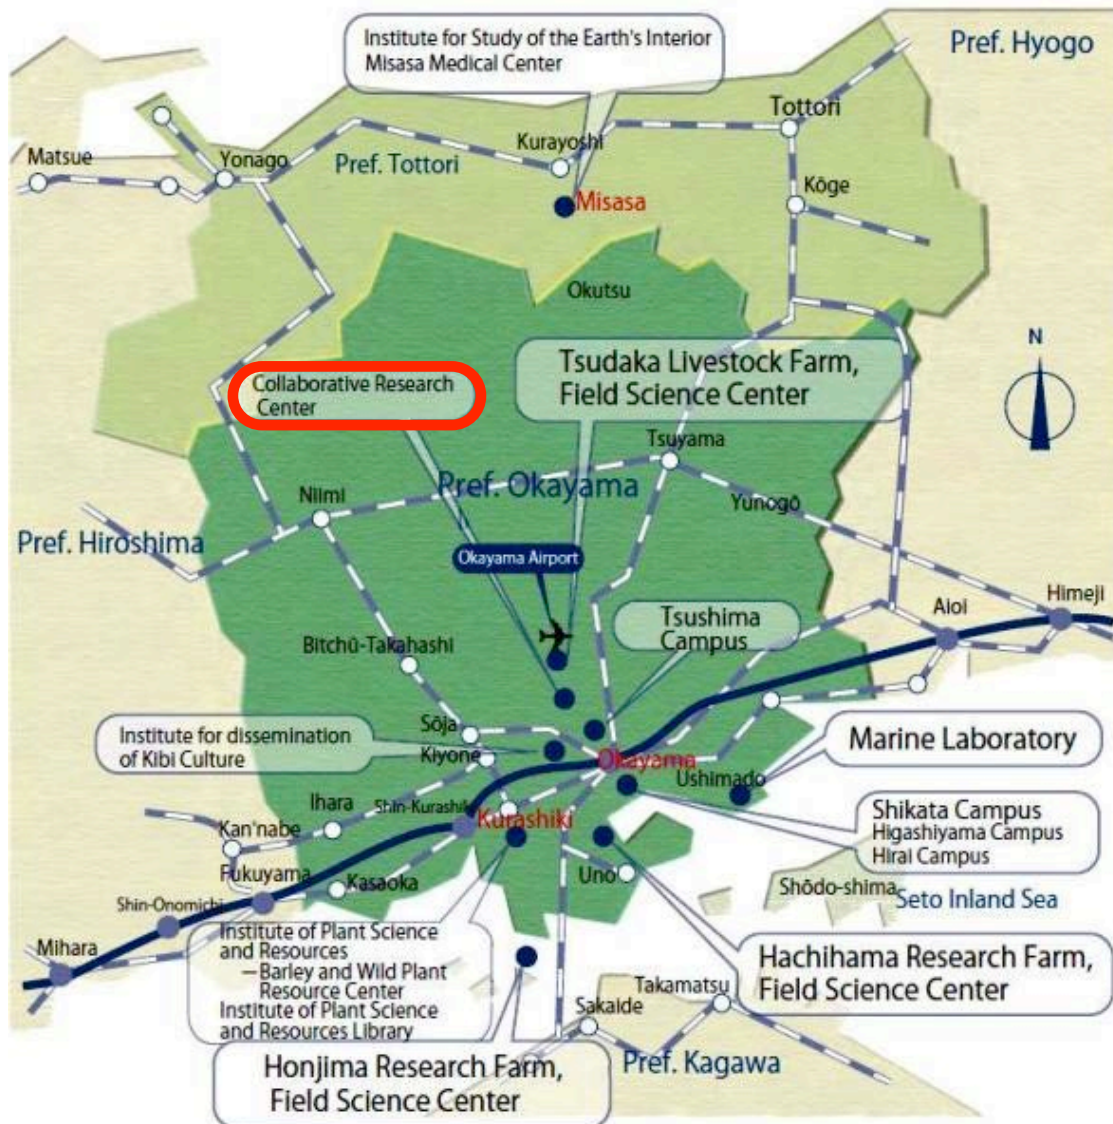 Institute for Study of the Earth's Interior
Misasa Medical Center
Pref. Hyogo
Tottori
Kurayoshi
Matsue
Yonago
Pref. Tottori
Kōge
Misasa
Okutsu
N
Tsudaka Livestock Farm,
Field Science Center
Collaborative Research
Center
Tsuyama
Niimi
Pref. Okayama
Yunogō
Pref. Hiroshima
Okayama Airport
Himeji
Aioi
Tsushima
Campus
Bitchū-Takahashi
Sōja
Institute for dissemination
of Kibi Culture
Kiyone
Okayama
Marine Laboratory
Ushimado
Ihara
Shin-Kurashiki
Kurashiki
Shikata Campus
Higashiyama Campus
Hirai Campus
Kan'nabe
Fukuyama
Kasaoka
Uno
Shōdo-shima
Seto Inland Sea
Shin-Onomichi
Mihara
Institute of Plant Science
and Resources
—Barley and Wild Plant
Resource Center
Institute of Plant Science
and Resources Library
Hachihama Research Farm,
Field Science Center
Takamatsu
Sakaide
Honjima Research Farm,
Field Science Center
Pref. Kagawa